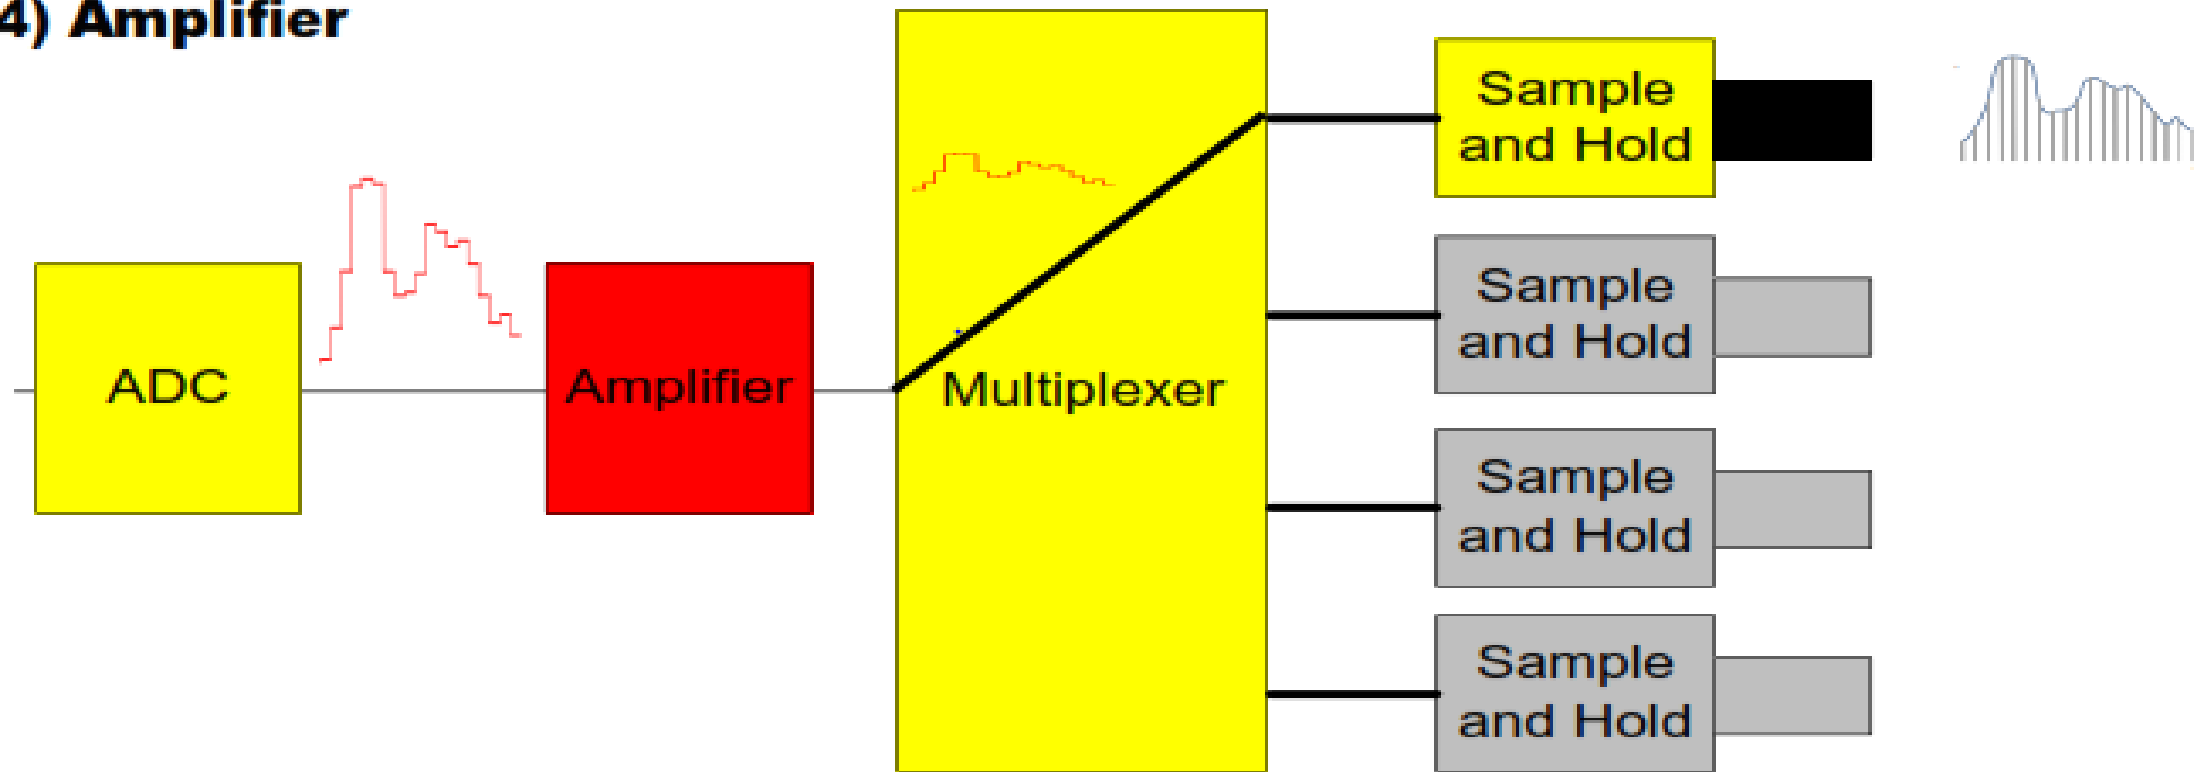 4) Amplifier
Sample
and Hold
Sample
and Hold
ADC
Amplifier
Multiplexer
Sample
and Hold
Sample
and Hold